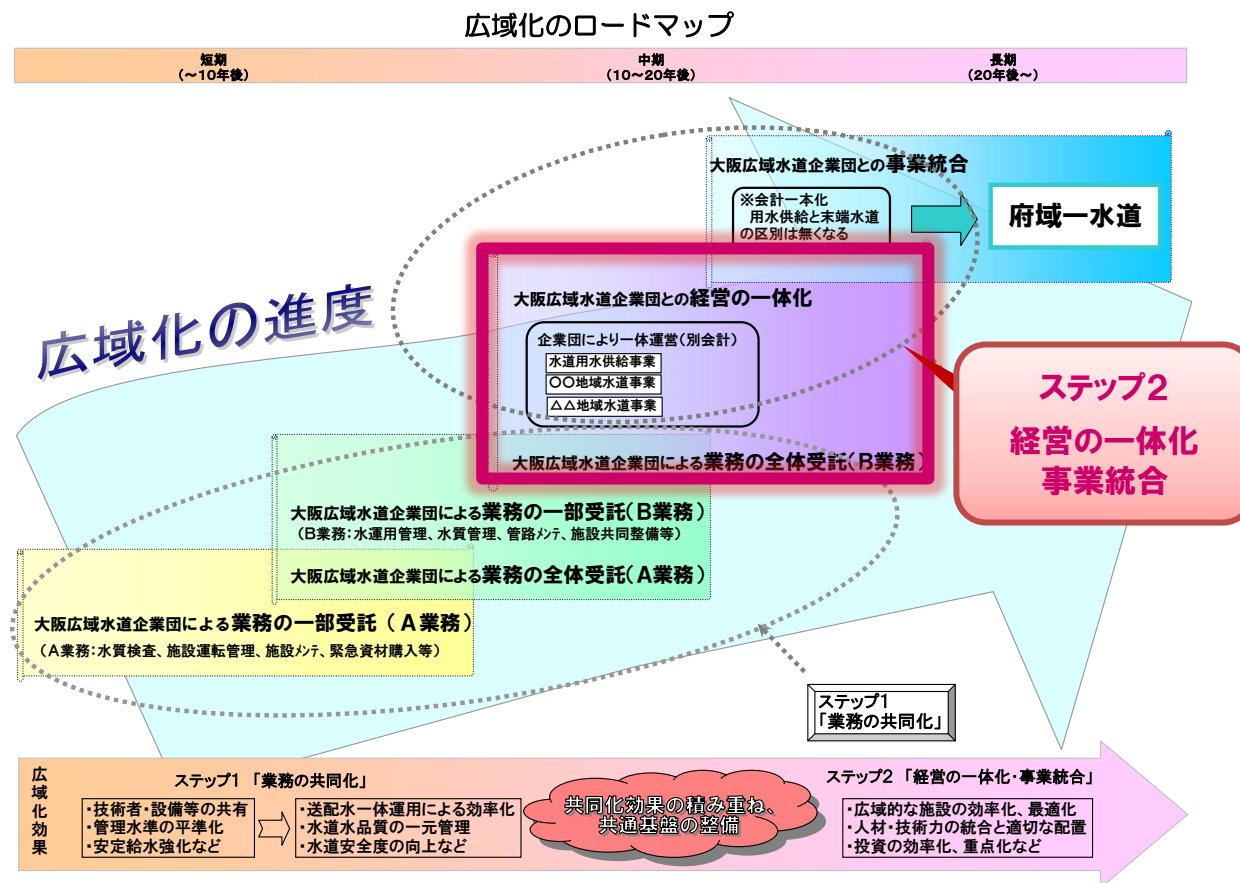 広域化のロードマップ
短期
(~10年後)
中期
(10~20年後)
長期
(20年後~)
広域化の進度
大阪広域水道企業団との事業統合
※会計一本化
用水供給と末端水道
の区別は無くなる
府域一水道
大阪広域水道企業団との経営の一体化
企業団により一体運営(別会計)
水道用水供給事業
○○地域水道事業
△△地域水道事業
大阪広域水道企業団による業務の全体受託(B業務)
ステップ2
経営の一体化
事業統合
大阪広域水道企業団による業務の一部受託(B業務)
(B業務:水運用管理、水質管理、管路メンテ、施設共同整備等)
大阪広域水道企業団による業務の全体受託(A業務)
大阪広域水道企業団による業務の一部受託(A業務)
(A業務:水質検査、施設運転管理、施設メンテ、緊急資材購入等)
ステップ1
「業務の共同化」
広域化効果
ステップ1 「業務の共同化」
・技術者・設備等の共有
・管理水準の平準化
・安定給水強化など
・送配水一体運用による効率化
・水道水品質の一元管理
・水道安全度の向上など
共同化効果の積み重ね、
共通基盤の整備
ステップ2 「経営の一体化・事業統合」
・広域的な施設の効率化、最適化
・人材・技術力の統合と適切な配置
・投資の効率化、重点化など